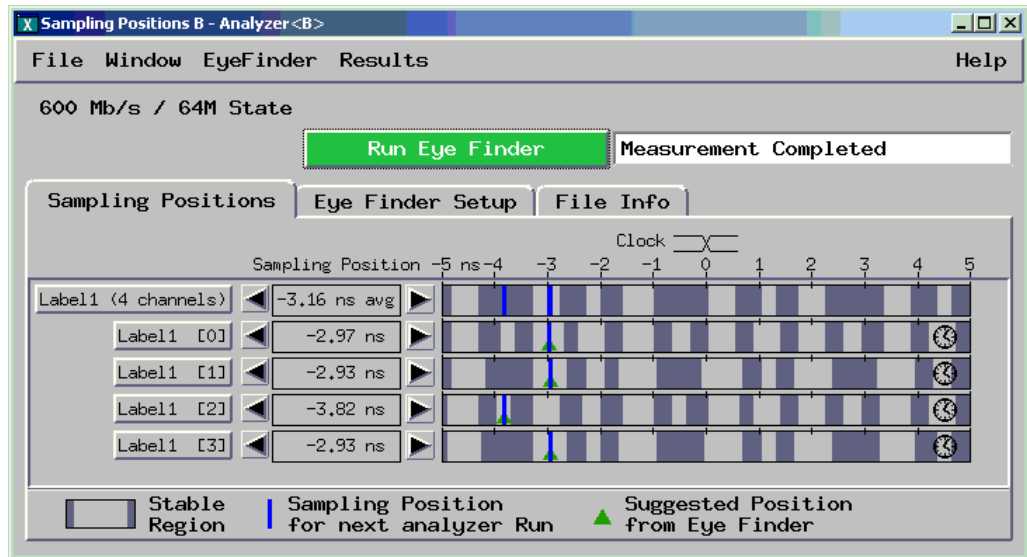 X Sampling Positions B - Analyzer<B>
File Window EyeFinder Results Help
600 Mb/s / 64M State
Run Eye Finder Measurement Completed
Sampling Positions Eye Finder Setup File Info
Clock
Sampling Position -5 ns -4 -3 -2 -1 0 1 2 3 4 5
Label1 (4 channels) -3.16 ns avg
Label1 [0] -2.97 ns
Label1 [1] -2.93 ns
Label1 [2] -3.82 ns
Label1 [3] -2.93 ns
Stable Region
Sampling Position for next analyzer Run
Suggested Position from Eye Finder